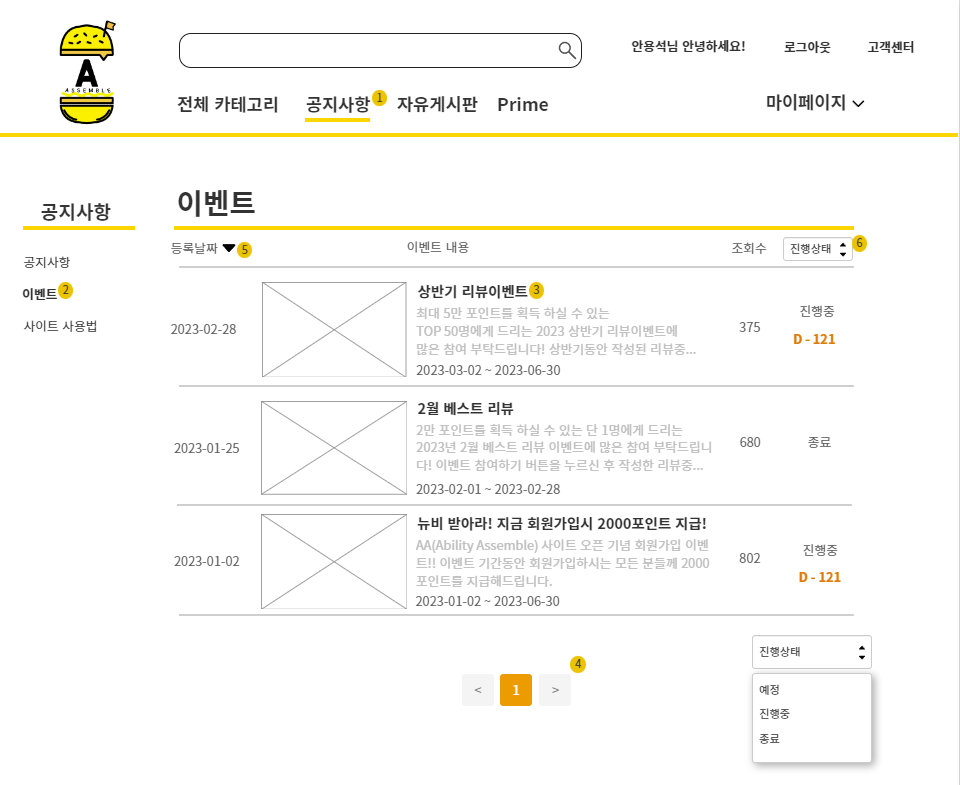 A
ASSEMBLE
안용석님 안녕하세요!
로그아웃
고객센터
전체 카테고리
공지사항 1
자유게시판
Prime
마이페이지
공지사항
공지사항
이벤트 2
사이트 사용법
이벤트
등록날짜 5
이벤트 내용
조회수
진행상태 6
2023-02-28
상반기 리뷰이벤트 3
최대 5만 포인트를 획득 하실 수 있는
TOP 50명에게 드리는 2023 상반기 리뷰이벤트에
많은 참여 부탁드립니다! 상반기동안 작성된 리뷰중...
2023-03-02 ~ 2023-06-30
375
진행중
D - 121
2023-01-25
2월 베스트 리뷰
2만 포인트를 획득 하실 수 있는 단 1명에게 드리는
2023년 2월 베스트 리뷰 이벤트에 많은 참여 부탁드립니
다! 이벤트 참여하기 버튼을 누르신 후 작성한 리뷰중...
2023-02-01 ~ 2023-02-28
680
종료
2023-01-02
뉴비 받아라! 지금 회원가입시 2000포인트 지급!
AA(Ability Assemble) 사이트 오픈 기념 회원가입 이벤
트!! 이벤트 기간동안 회원가입하시는 모든 분들께 2000
포인트를 지급해드립니다.
2023-01-02 ~ 2023-06-30
802
진행중
D - 121
4
< 1 >
진행상태
예정
진행중
종료